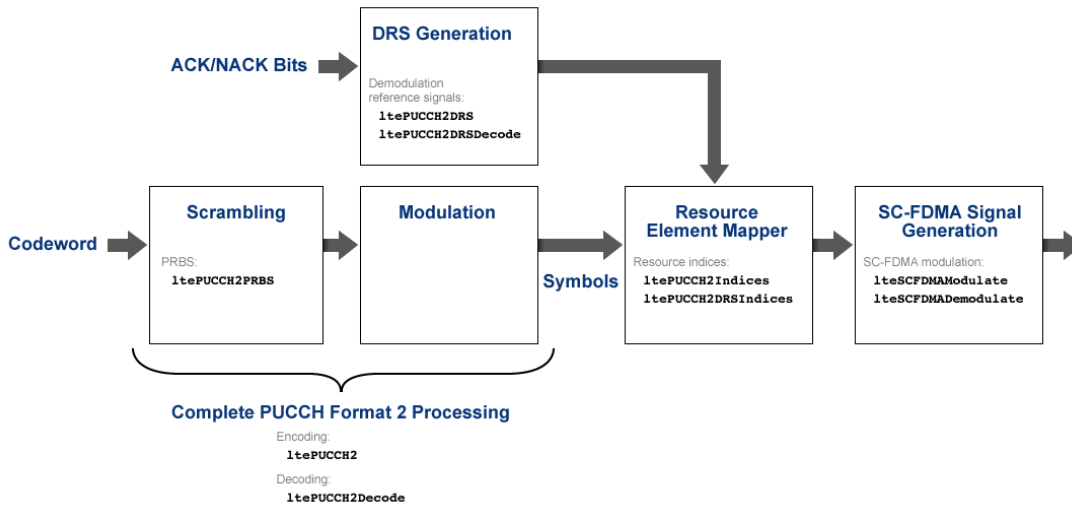 DRS Generation
ACK/NACK Bits
Demodulation
reference signals:
ltePUCCH2DRS
ltePUCCH2DRSDecode
Codeword
Scrambling
PRBS:
ltePUCCH2PRBS
Modulation
Symbols
Resource
Element Mapper
Resource indices:
ltePUCCH2Indices
ltePUCCH2DRSIndices
SC-FDMA Signal
Generation
SC-FDMA modulation:
lteSCFDMAModulate
lteSCFDMADemodulate
Complete PUCCH Format 2 Processing
Encoding:
ltePUCCH2
Decoding:
ltePUCCH2Decode